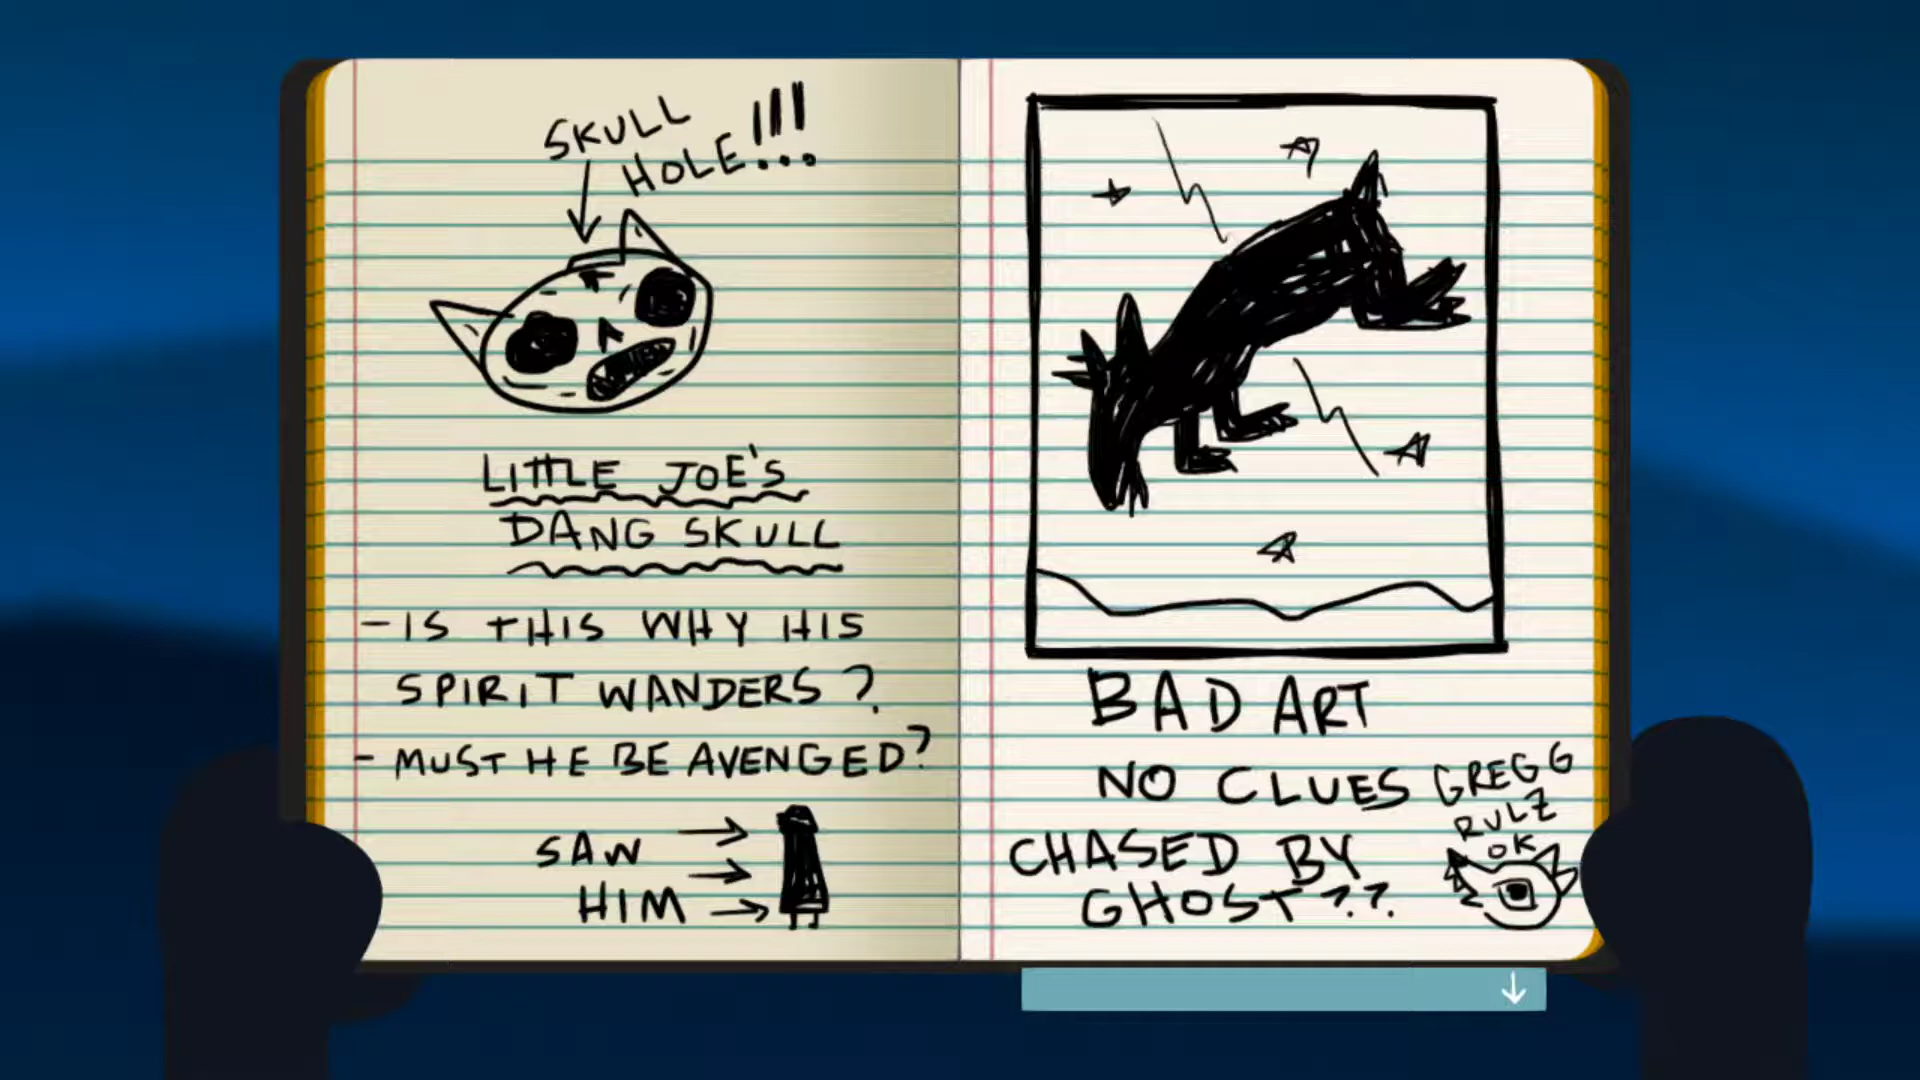 SKULL
HOLE!!!
LITTLE JOE'S
DANG SKULL
-IS THIS WHY HIS
SPIRIT WANDERS?
- MUST HE BE AVENGED?
SAW
HIM
BAD ART
NO CLUES
CHASED BY
GHOST??
GREGG
RULZ
OK